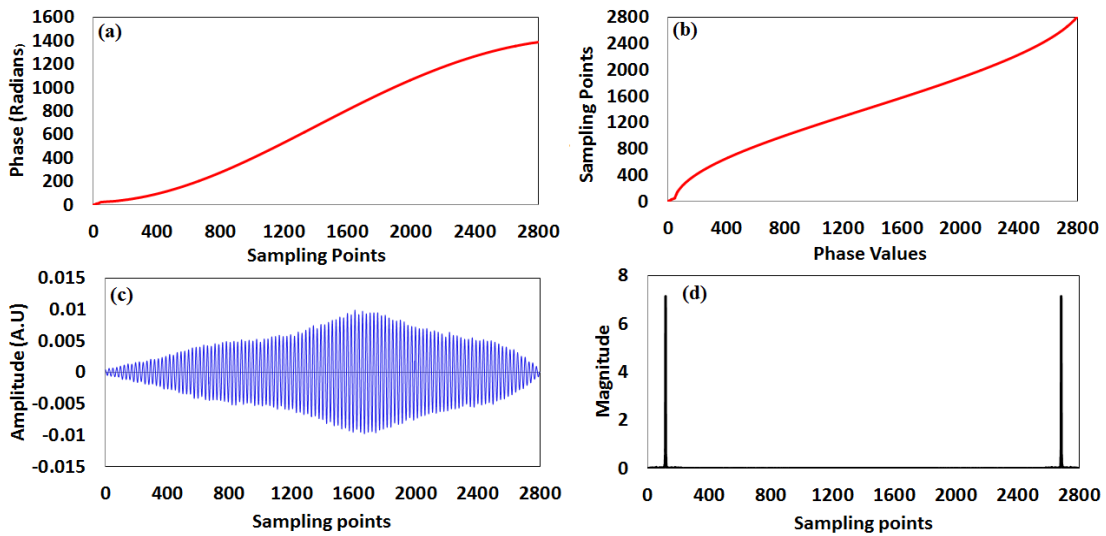 (a)
Phase (Radians)
1600
1400
1200
1000
800
600
400
200
0
0 400 800 1200 1600 2000 2400 2800
Sampling Points
(b)
Sampling Points
2800
2400
2000
1600
1200
800
400
0
0 400 800 1200 1600 2000 2400 2800
Phase Values
(c)
Amplitude (A.U)
0.015
0.01
0.005
0
-0.005
-0.01
-0.015
0 400 800 1200 1600 2000 2400 2800
Sampling points
(d)
Magnitude
8
6
4
2
0
0 400 800 1200 1600 2000 2400 2800
Sampling points